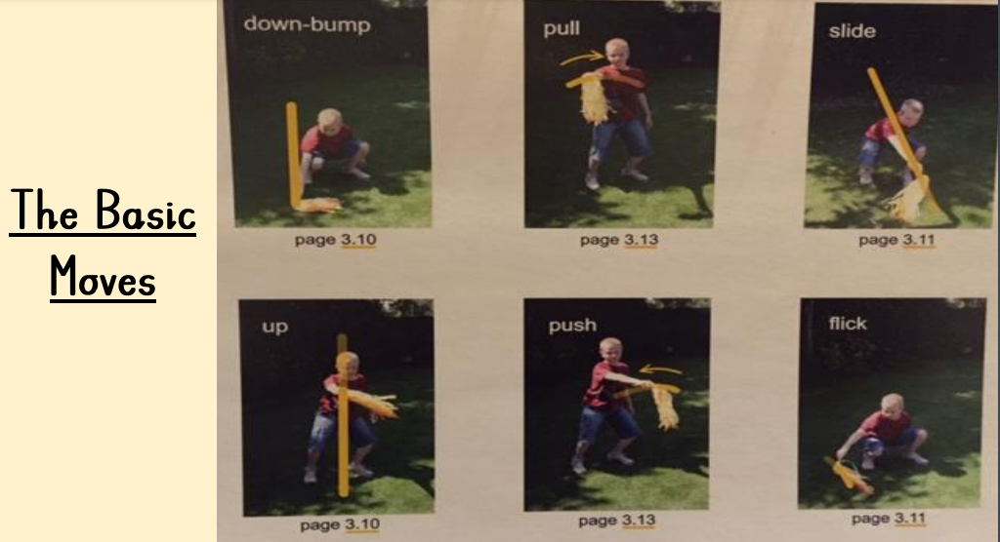 The Basic
Moves
down-bump
pull
slide
page 3.10
page 3.13
page 3.11
up
push
flick
page 3.10
page 3.13
page 3.11